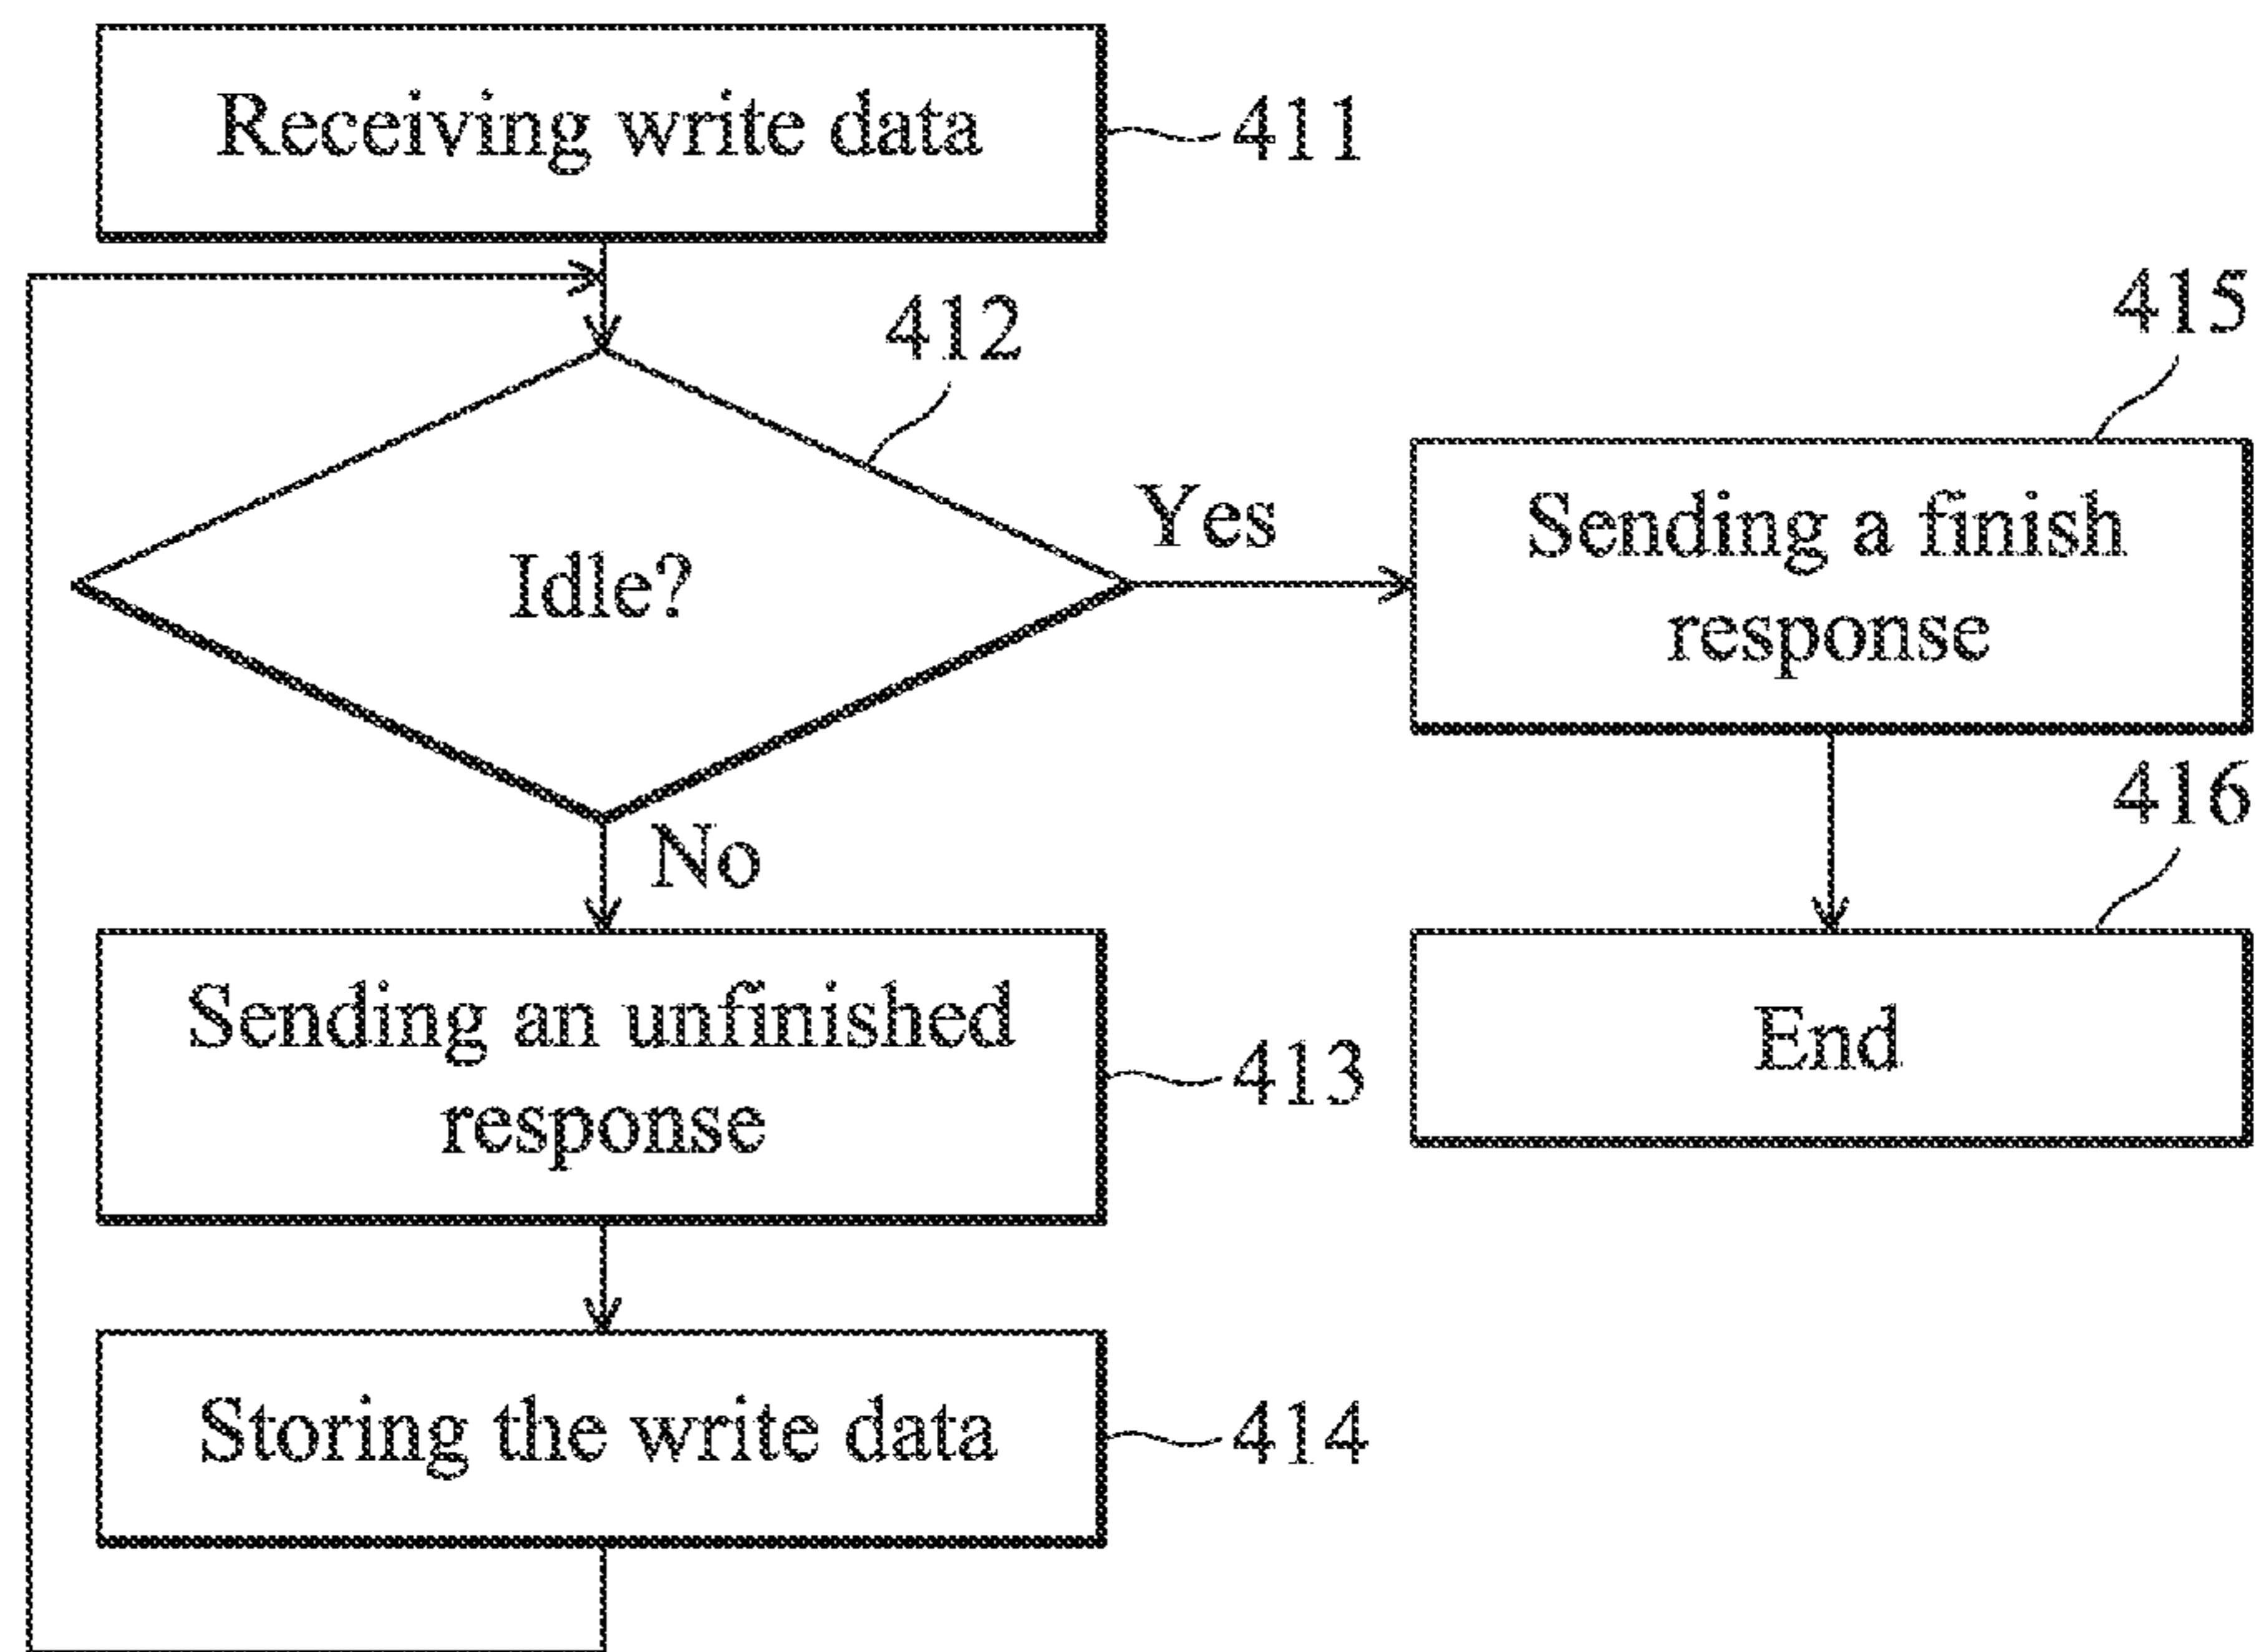 Receiving write data
411
412
Idle?
Yes
No
Sending an unfinished
response
413
Storing the write data
414
415
Sending a finish
response
416
End